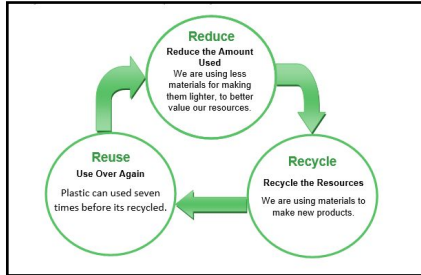 Reduce
Reduce the Amount
Used
We are using less
materials for making
them lighter, to better
value our resources.
Recycle
Recycle the Resources
We are using materials to
make new products.
Reuse
Use Over Again
Plastic can used seven
times before its recycled.